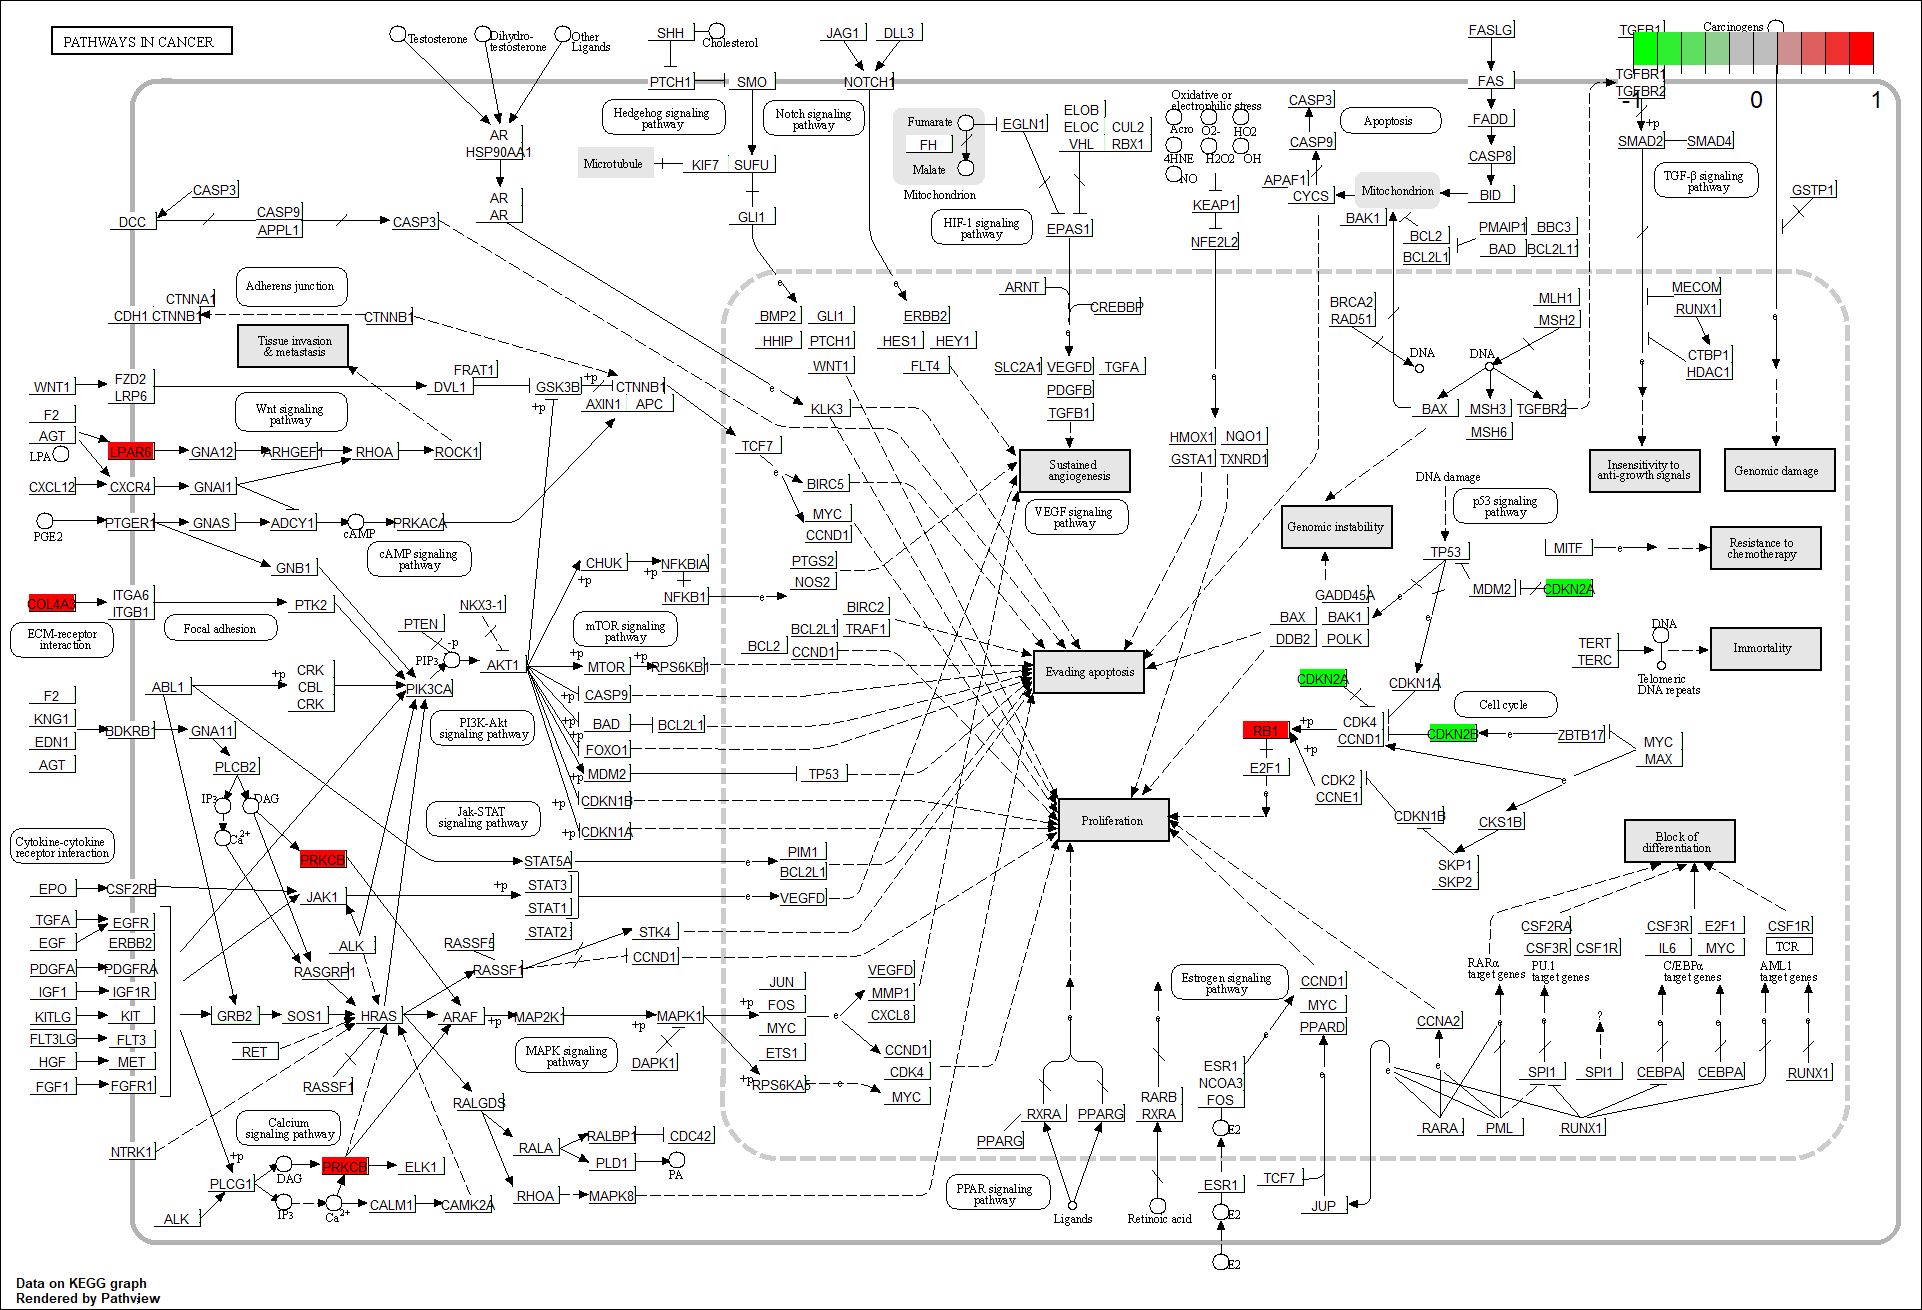 PATHWAYS IN CANCER
Testosterone
Dihydro-
testosterone
Other
Ligands
SHH
Cholesterol
JAG1
DLL3
FASLG
TGFB1
Carcinogens
PTCH1
SMO
NOTCH1
FAS
TGFBR1
TGFBR2
-1
0
1
Hedgehog signaling
pathway
Notch signaling
pathway
Oxidative or
electrophilic stress
CASP3
Apoptosis
FADD
+p
SMAD2
SMAD4
AR
HSP90AA1
Fumarate
FH
Malate
Mitochondrion
EGLN1
ELOB
ELOC
CUL2
VHL
RBX1
Acro
O2-
HO2
4HNE
H2O2
OH
NO
CASP9
CASP8
TGF-β signaling
pathway
Microtubule
KIF7
SUFU
APAF1
CYCS
Mitochondrion
BID
GSTP1
CASP3
AR
AR
GLI1
HIF-1 signaling
pathway
EPAS1
KEAP1
NFE2L2
BAK1
BCL2
BCL2L1
PMAIP1
BBC3
BAD
BCL2L11
DCC
CASP9
APPL1
CASP3
Adherens junction
CTNNA1
CDH1
CTNNB1
CTNNB1
Tissue invasion
& metastasis
e
e
BMP2
GLI1
ERBB2
HHIP
PTCH1
HES1
HEY1
WNT1
FLT4
ARNT
CREBBP
e
SLC2A1
VEGFD
TGFA
PDGFB
TGFB1
BRCA2
RAD51
MLH1
MSH2
DNA
DNA
MECOM
RUNX1
CTBP1
HDAC1
e
e
e
e
e
BAX
MSH3
TGFBR2
MSH6
WNT1
FZD2
LRP6
Wnt signaling
pathway
FRAT1
DVL1
GSK3B
+p
+p
CTNNB1
AXIN1
APC
KLK3
TCF7
e
F2
AGT
LPA
LPAR6
GNA12
ARHGEF1
RHOA
ROCK1
HMOX1
NQO1
GSTA1
TXNRD1
Sustained
angiogenesis
Insensitivity to
anti-growth signals
Genomic damage
CXCL12
CXCR4
GNAI1
BIRC5
MYC
CCND1
VEGF signaling
pathway
Genomic instability
DNA damage
p53 signaling
pathway
PGE2
PTGER1
GNAS
ADCY1
cAMP
PRKACA
cAMP signaling
pathway
GNB1
CHUK
+p
+p
NFKBIA
NFKB1
e
PTGS2
NOS2
TP53
MITF
e
Resistance to
chemotherapy
MDM2
CDKN2A
COL4A3
ITGA6
ITGB1
PTK2
Focal adhesion
ECM-receptor
interaction
NKX3-1
PTEN
-p
PIP3
AKT1
mTOR signaling
pathway
MTOR
RPS6KB1
+p
+p
BIRC2
BCL2L1
TRAF1
BCL2
CCND1
Evading apoptosis
GADD45A
BAX
BAK1
DDB2
POLK
e
e
TERT
TERC
DNA
Telomeric
DNA repeats
Immortality
CDKN2A
CDKN1A
Cell cycle
ABL1
+p
CRK
CBL
CRK
PIK3CA
PI3K-Akt
signaling pathway
+p
CASP9
+p
BAD
BCL2L1
+p
FOXO1
+p
MDM2
TP53
+p
CDKN1B
+p
CDKN1A
RB1
+p
CDK4
CCND1
CDKN2B
e
ZBTB17
MYC
MAX
E2F1
e
+p
CDK2
CCNE1
e
CDKN1B
e
CKS1B
SKP1
SKP2
F2
KNG1
EDN1
AGT
BDKRB1
GNA11
PLCB2
IP3
DAG
Ca2+
Jak-STAT
signaling pathway
Proliferation
Block of
differentiation
Cytokine-cytokine
receptor interaction
PRKCB
STAT5A
e
PIM1
BCL2L1
EPO
CSF2RB
JAK1
+p
STAT3
STAT1
STAT2
e
VEGFD
TGFA
EGFR
EGF
ERBB2
PDGFA
PDGFRA
IGF1
IGF1R
KITLG
KIT
FLT3LG
FLT3
HGF
MET
FGF1
FGFR1
ALK
RASGRP1
RASSF5
RASSF1
STK4
CCND1
GRB2
SOS1
HRAS
ARAF
+p
MAP2K1
+p
MAPK1
+p
RET
RASSF1
MAPK signaling
pathway
DAPK1
JUN
FOS
MYC
ETS1
e
VEGFD
MMP1
CXCL8
CCND1
CDK4
MYC
+p
RPS6KA5
e
Estrogen signaling
pathway
CCND1
MYC
PPARD
e
CSF2RA
CSF3R
CSF1R
RARα
target genes
PU.1
target genes
CSF3R
E2F1
IL6
MYC
C/EBPα
target genes
CSF1R
TCR
AML1
target genes
CCNA2
?
e
e
e
e
e
e
e
e
e
e
SPI1
SPI1
CEBPA
CEBPA
RUNX1
ESR1
NCOA3
FOS
RARB
RXRA
RXRA
PPARG
PPARG
RARA
PML
RUNX1
NTRK1
Calcium
signaling pathway
+p
PLCG1
DAG
IP3
Ca2+
PRKCB
ELK1
CALM1
CAMK2A
ALK
RALGDS
RALA
RALBP1
CDC42
PLD1
PA
RHOA
MAPK8
PPAR signaling
pathway
Ligands
Retinoic acid
E2
ESR1
E2
E2
TCF7
JUP
Data on KEGG graph
Rendered by Pathview